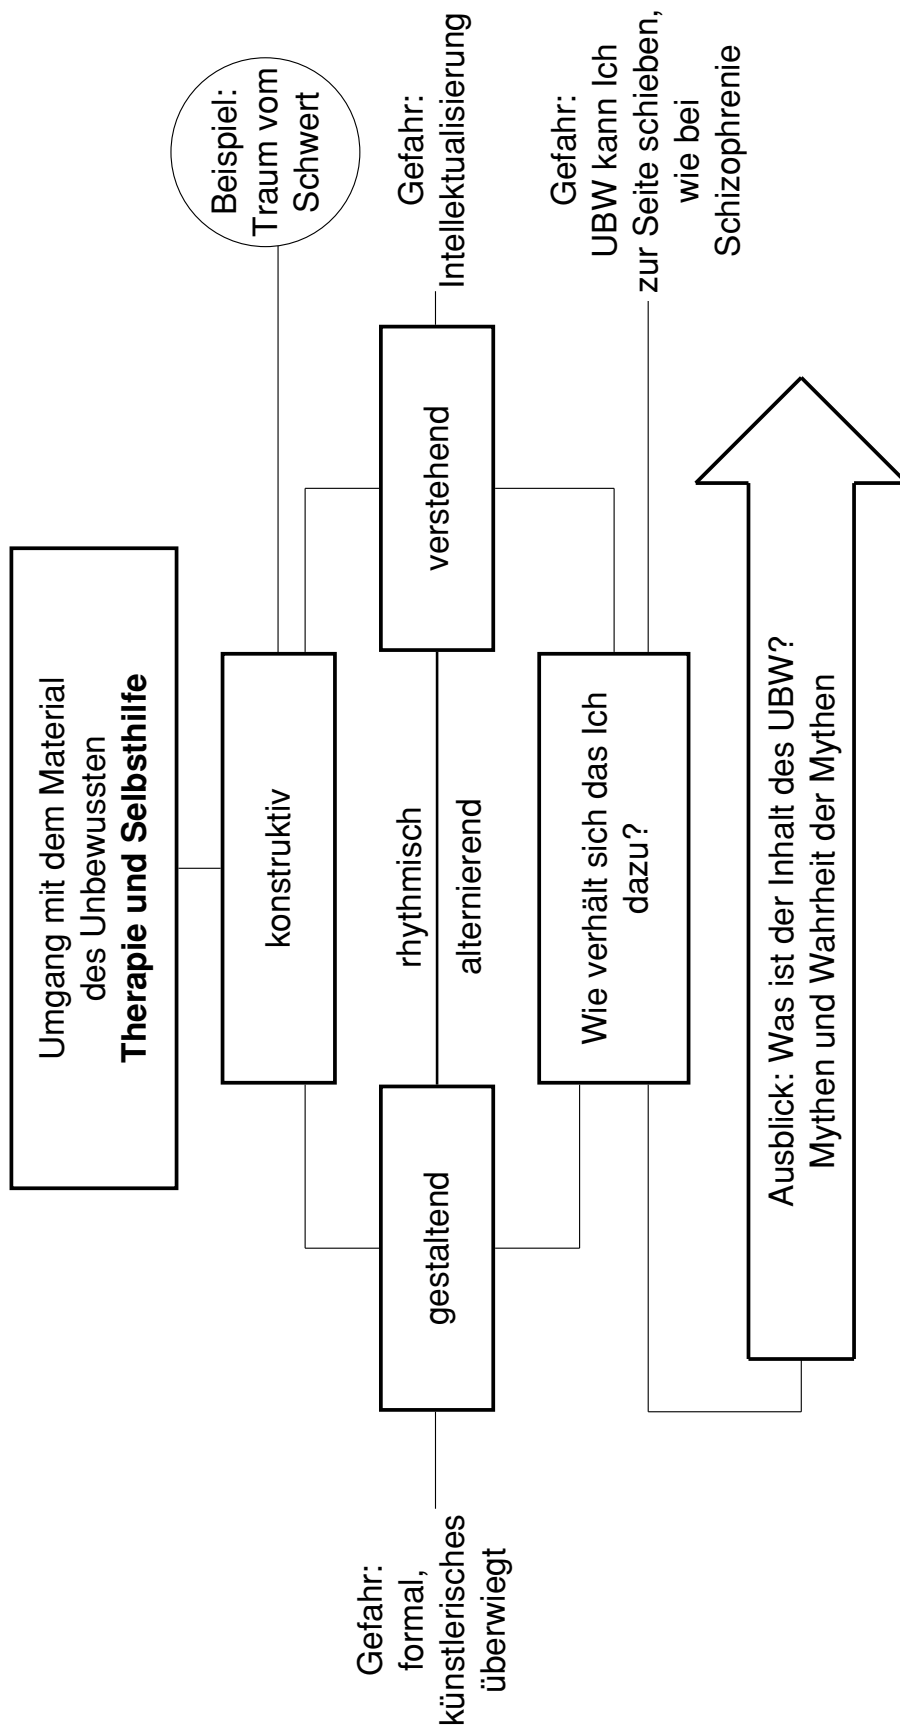 Umgang mit dem Material
des Unbewussten
Therapie und Selbsthilfe
konstruktiv
Beispiel:
Traum vom
Schwert
Gefahr:
formal,
künstlerisches
überwiegt
gestaltend
rhythmisch
alternierend
verstehend
Gefahr:
Intellektualisierung
Wie verhält sich das Ich
dazu?
Gefahr:
UBW kann Ich
zur Seite schieben,
wie bei
Schizophrenie
Ausblick: Was ist der Inhalt des UBW?
Mythen und Wahrheit der Mythen